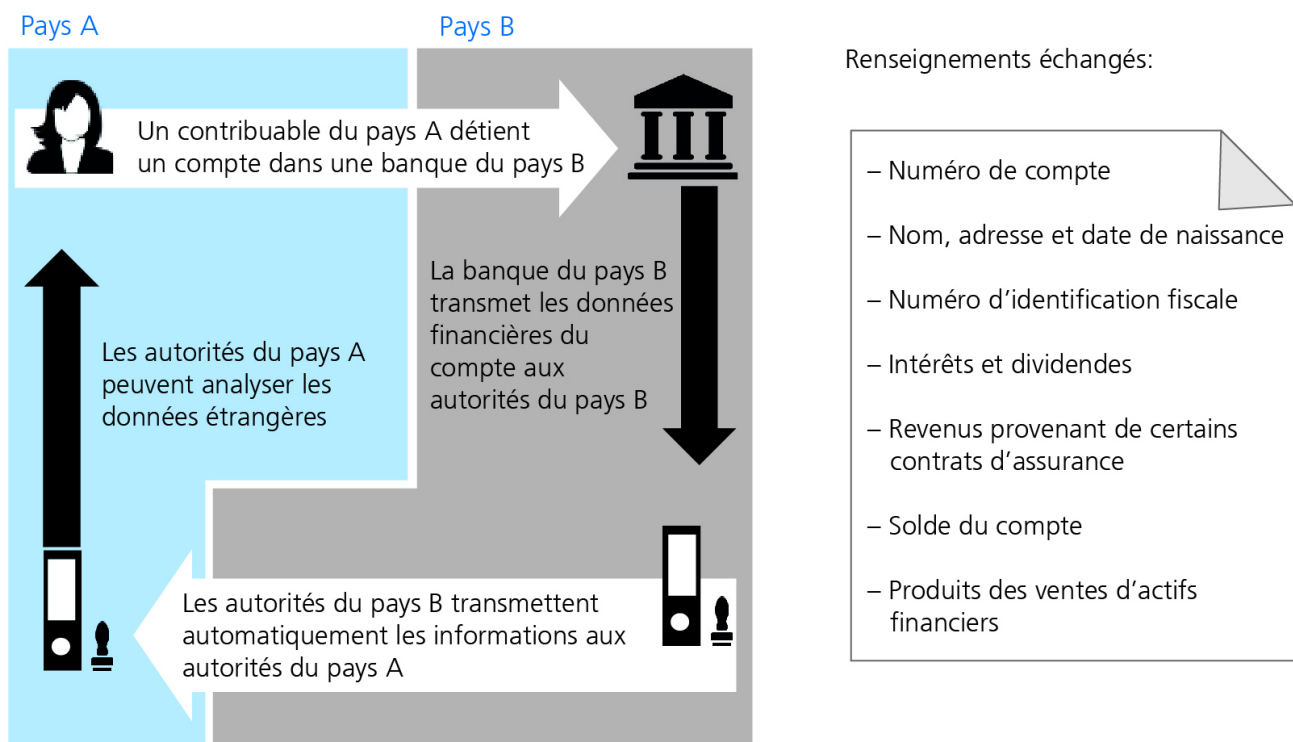 Pays A
Pays B
Un contribuable du pays A détient
un compte dans une banque du pays B
La banque du pays B
transmet les données
financières du
compte aux
autorités du pays B
Les autorités du pays A
peuvent analyser les
données étrangères
Les autorités du pays B transmettent
automatiquement les informations aux
autorités du pays A
Renseignements échangés:
– Numéro de compte
– Nom, adresse et date de naissance
– Numéro d’identification fiscale
– Intérêts et dividendes
– Revenus provenant de certains
contrats d’assurance
– Solde du compte
– Produits des ventes d’actifs
financiers